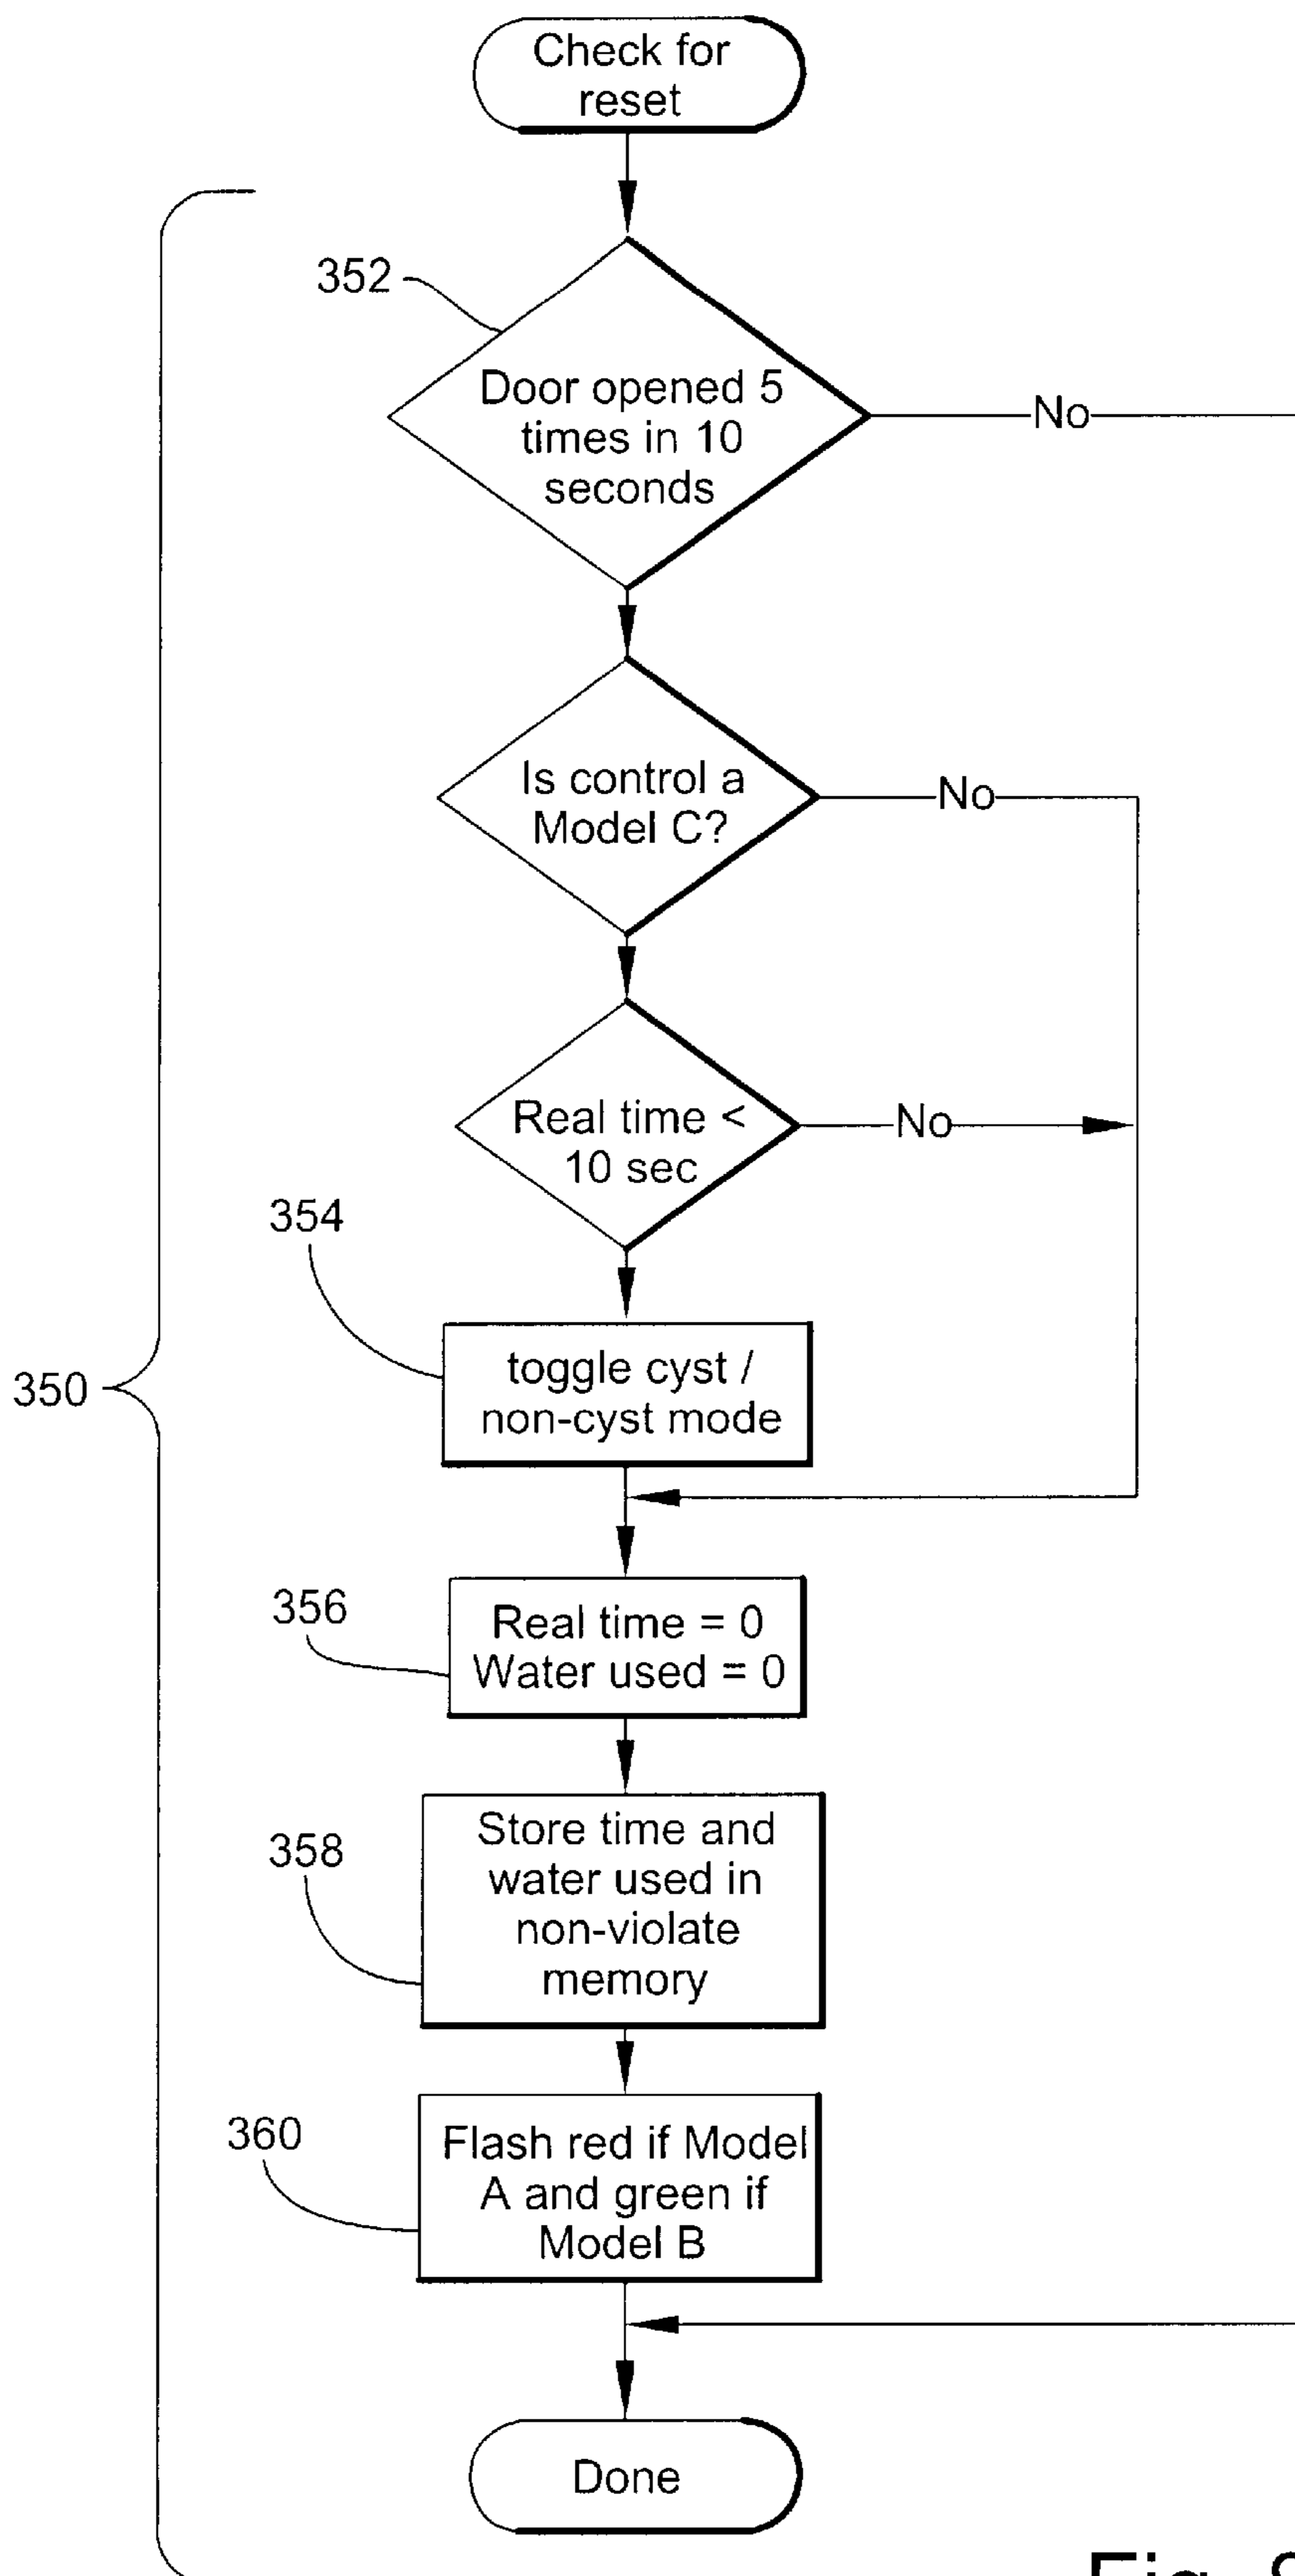 Check for
reset
352
Door opened 5
times in 10
seconds
No
Is control a
Model C?
No
Real time <
10 sec
No
354
toggle cyst /
non-cyst mode
350
356
Real time = 0
Water used = 0
358
Store time and
water used in
non-violate
memory
360
Flash red if Model
A and green if
Model B
Done
Fig.